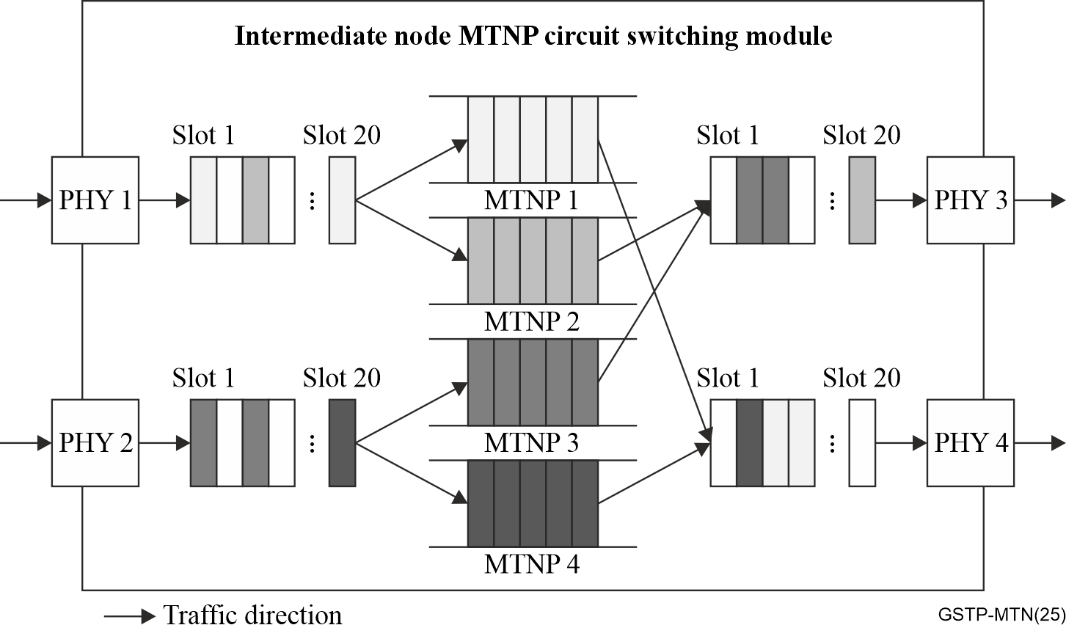 Intermediate node MTNP circuit switching module
Slot 1
Slot 20
PHY 1
⋮
MTNP 1
Slot 1
Slot 20
⋮
PHY 3
MTNP 2
Slot 1
Slot 20
PHY 2
⋮
MTNP 3
Slot 1
Slot 20
⋮
PHY 4
MTNP 4
Traffic direction
GSTP-MTN(25)